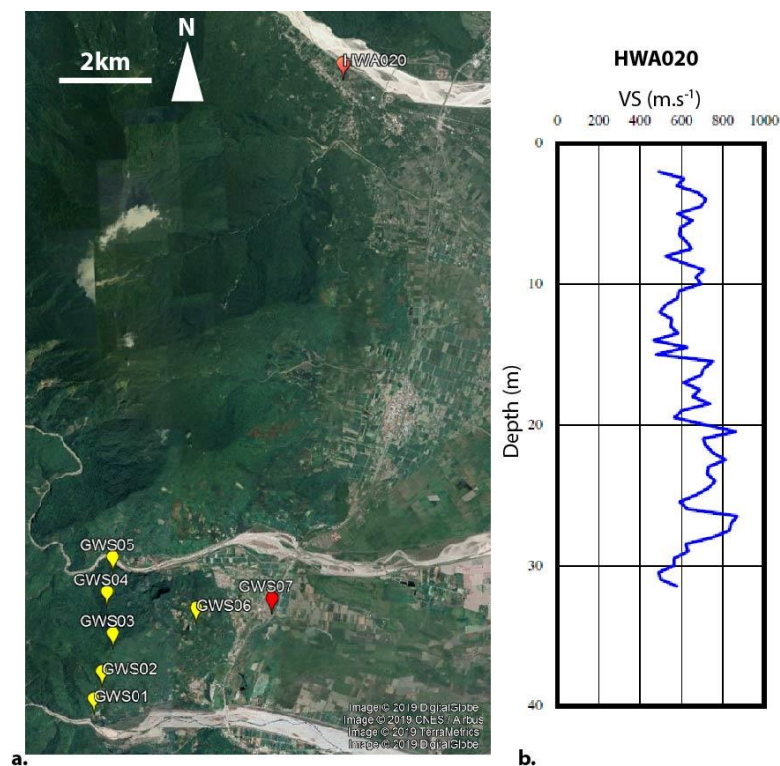 N
2km
HWA020
GWS05
GWS04
GWS07
GWS06
GWS03
GWS02
GWS01
Image © 2019 DigitalGlobe
Image © 2019 CNES / Airbus
Image © 2019 TerraMetrics
Image © 2019 DigitalGlobe
a.
HWA020
VS (m.s⁻¹)
0 200 400 600 800 1000
0
10
20
30
40
Depth (m)
b.